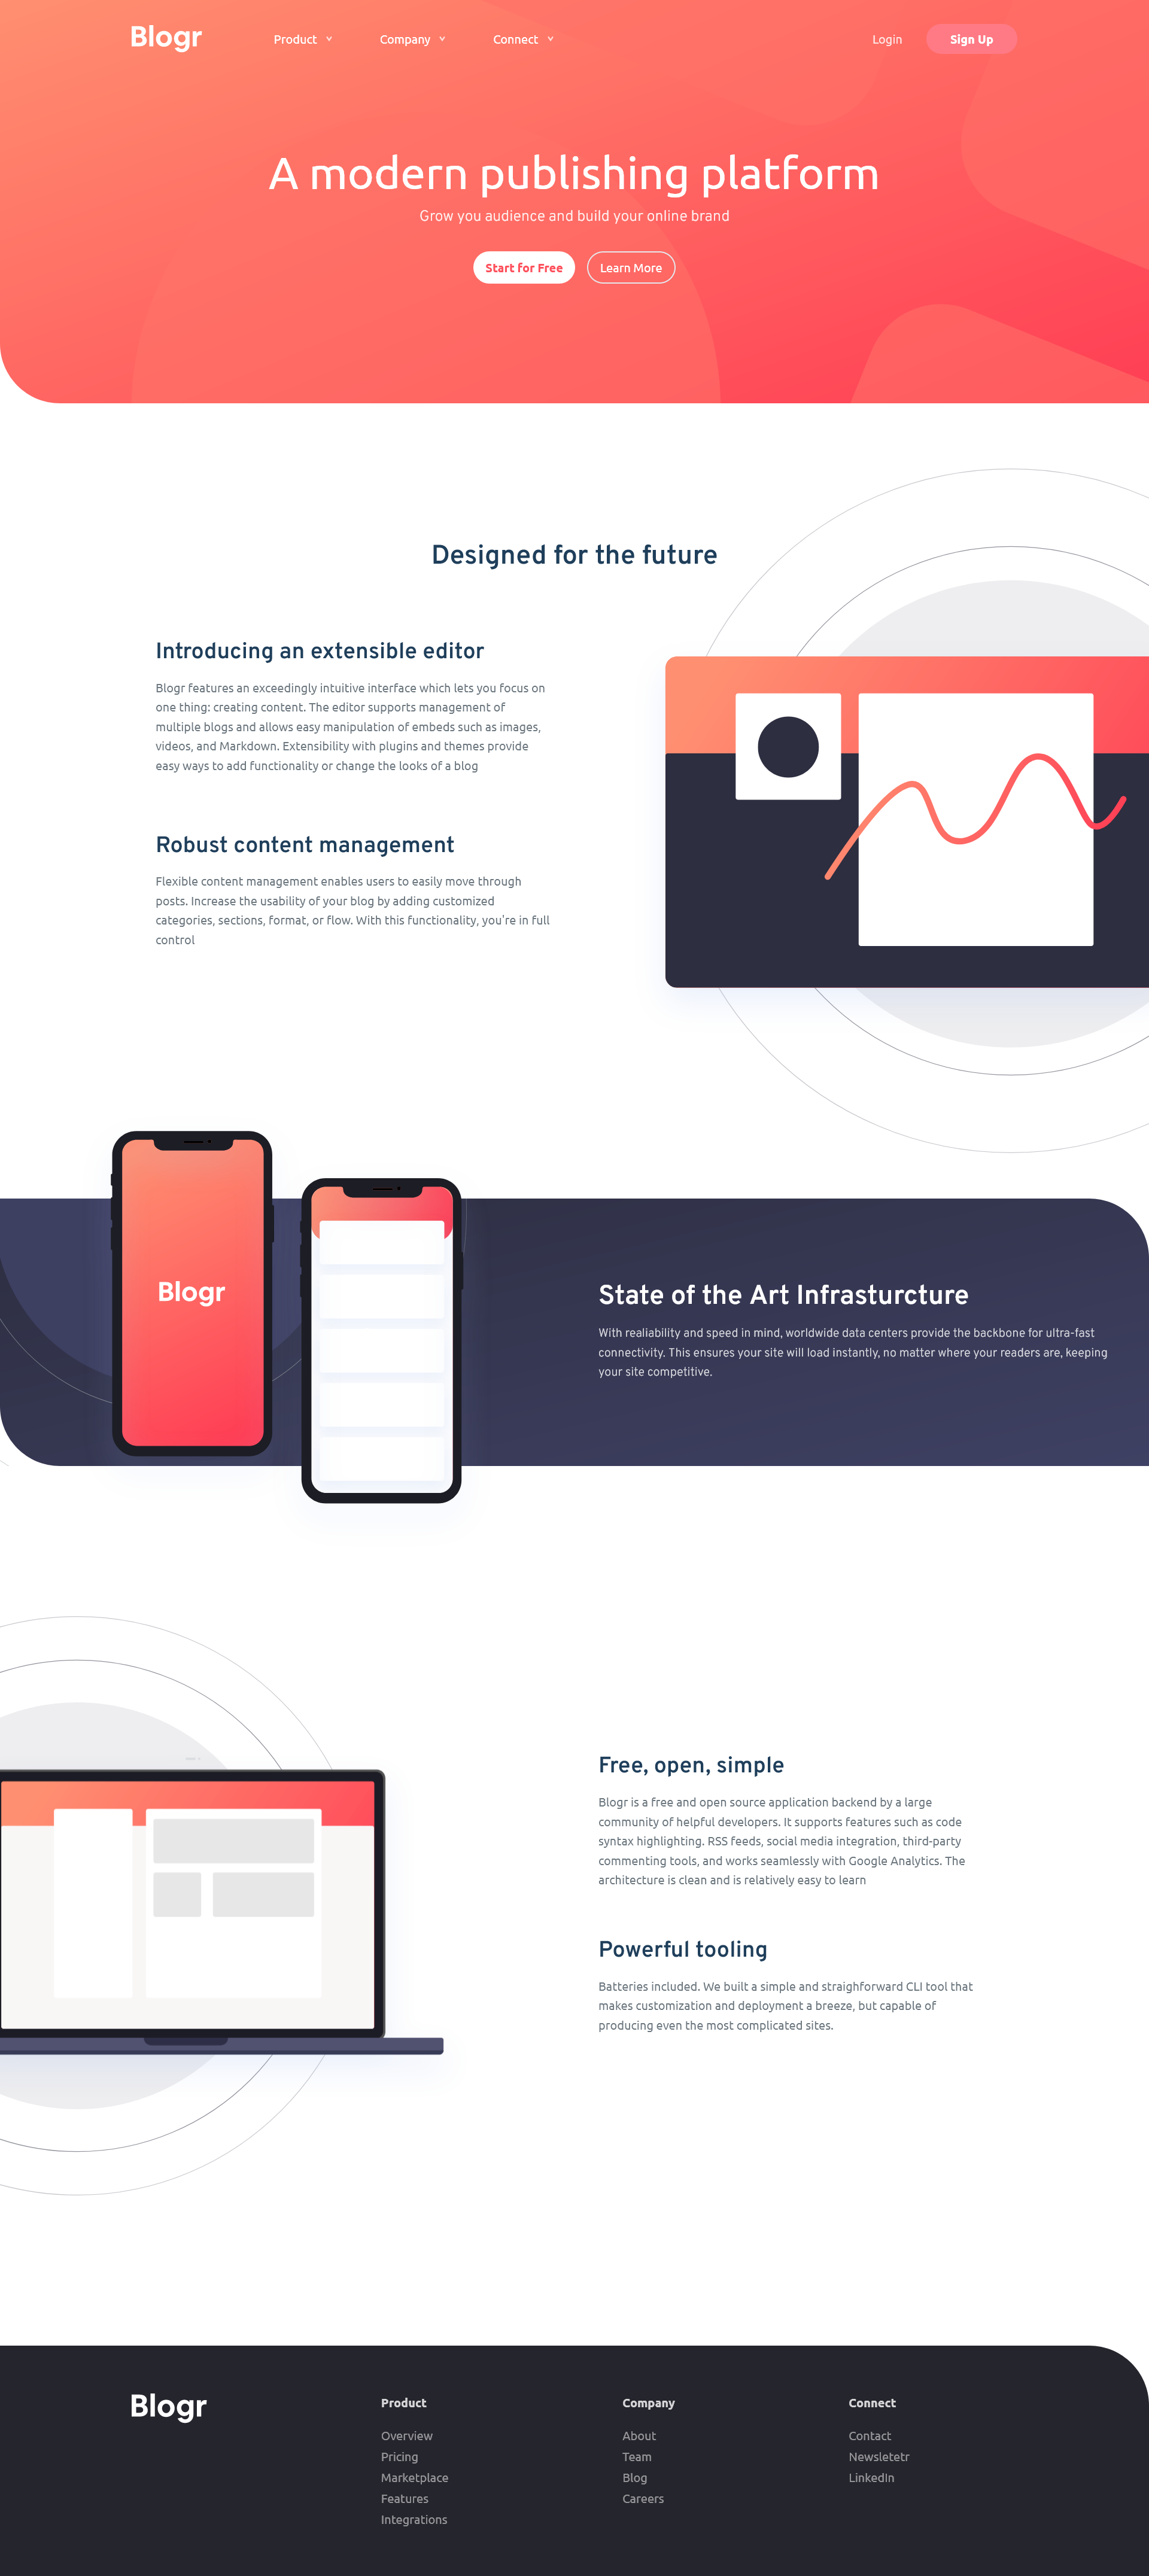 Blogr
Product
Company
Connect
Login
Sign Up
A modern publishing platform
Grow you audience and build your online brand
Start for Free
Learn More
Designed for the future
Introducing an extensible editor
Blogr features an exceedingly intuitive interface which lets you focus on
one thing: creating content. The editor supports management of
multiple blogs and allows easy manipulation of embeds such as images,
videos, and Markdown. Extensibility with plugins and themes provide
easy ways to add functionality or change the looks of a blog
Robust content management
Flexible content management enables users to easily move through
posts. Increase the usability of your blog by adding customized
categories, sections, format, or flow. With this functionality, you're in full
control
Blogr
State of the Art Infrasturcture
With realiability and speed in mind, worldwide data centers provide the backbone for ultra-fast
connectivity. This ensures your site will load instantly, no matter where your readers are, keeping
your site competitive.
Free, open, simple
Blogr is a free and open source application backend by a large
community of helpful developers. It supports features such as code
syntax highlighting. RSS feeds, social media integration, third-party
commenting tools, and works seamlessly with Google Analytics. The
architecture is clean and is relatively easy to learn
Powerful tooling
Batteries included. We built a simple and straighforward CLI tool that
makes customization and deployment a breeze, but capable of
producing even the most complicated sites.
Blogr
Product
Overview
Pricing
Marketplace
Features
Integrations
Company
About
Team
Blog
Careers
Connect
Contact
Newsletetr
LinkedIn